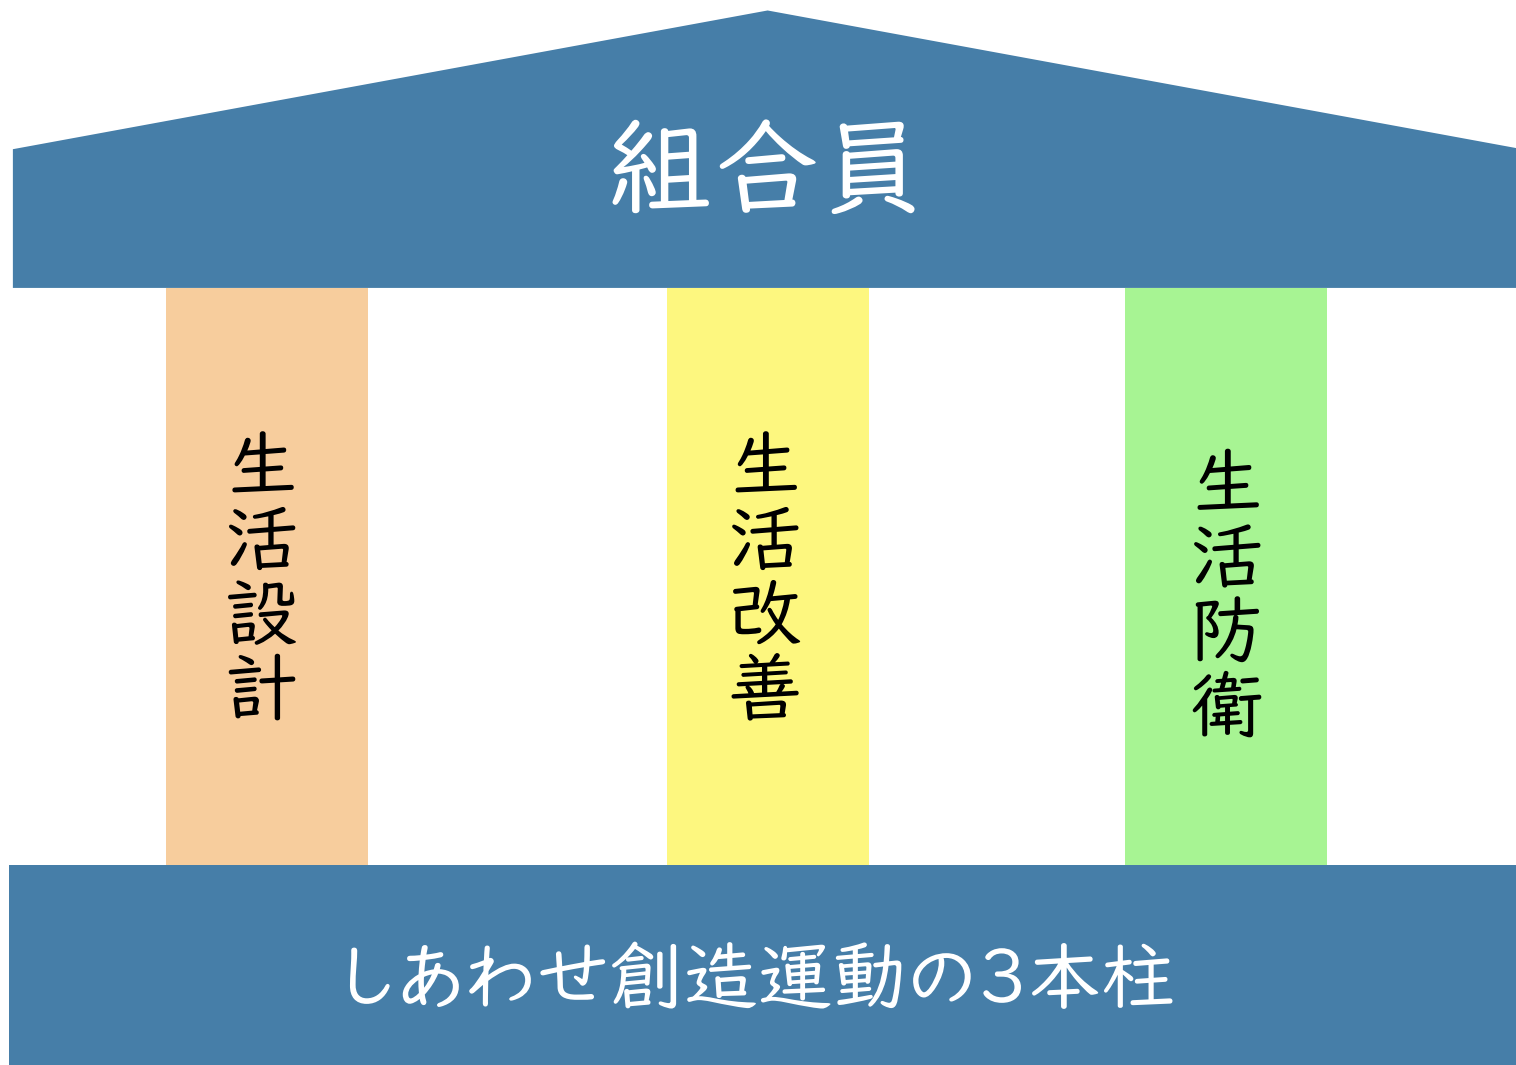 組合員
生活設計
生活改善
生活防衛
しあわせ創造運動の3本柱